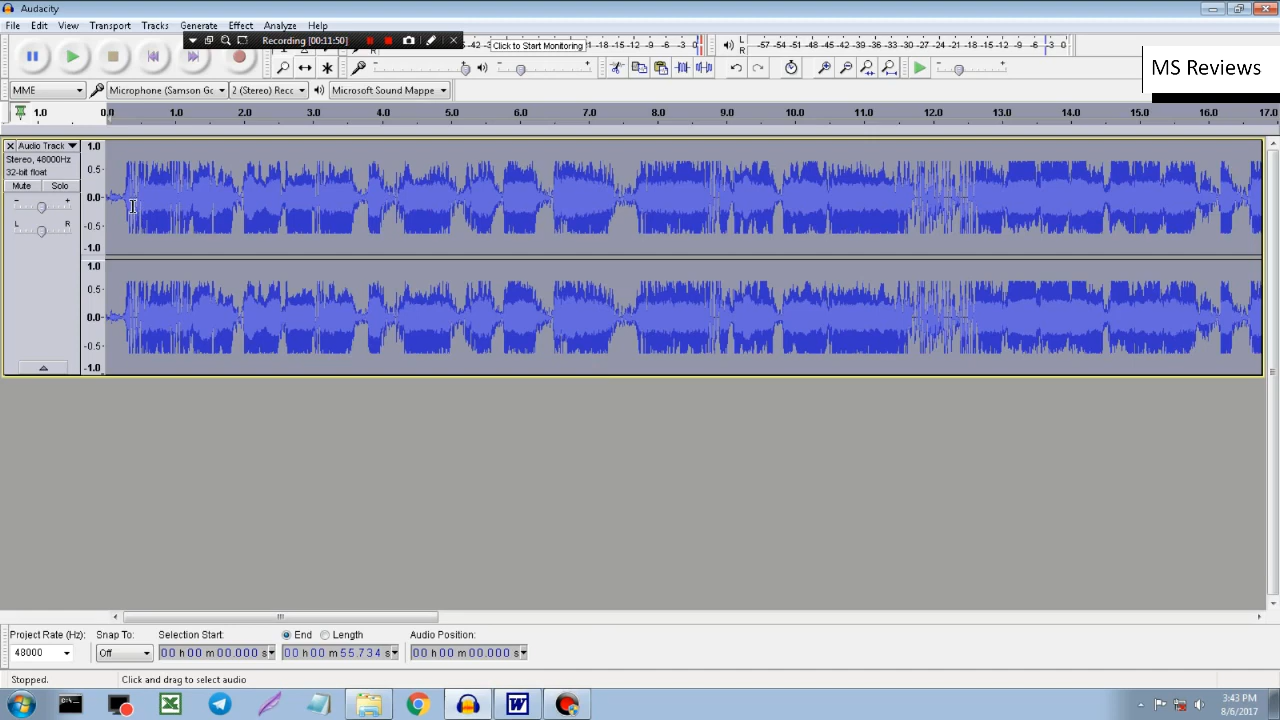 Audacity
File Edit View Transport Tracks Generate Effect Analyze Help
Recording [00:11:50]
Click to Start Monitoring
-18 -15 -12 -9 -6 -3 0
L
R
-57 -54 -51 -48 -45 -42 -39 -36 -33 -30 -27 -24 -21 -18 -15 -12 -9 -6 -3 0
MS Reviews
MME Microphone (Samson Gc 2 (Stereo) Recc Microsoft Sound Mappe
1.0 0.0 1.0 2.0 3.0 4.0 5.0 6.0 7.0 8.0 9.0 10.0 11.0 12.0 13.0 14.0 15.0 16.0 17.0
Audio Track
Stereo, 48000Hz
32-bit float
Mute Solo
- +
L R
1.0
0.5-
0.0-
-0.5-
-1.0
1.0
0.5-
0.0-
-0.5-
-1.0
Project Rate (Hz): Snap To: Selection Start: End Length Audio Position:
48000 Off 00 h 00 m 00.000 s 00 h 00 m 55.734 s 00 h 00 m 00.000 s
Stopped. Click and drag to select audio
3:43 PM
8/6/2017